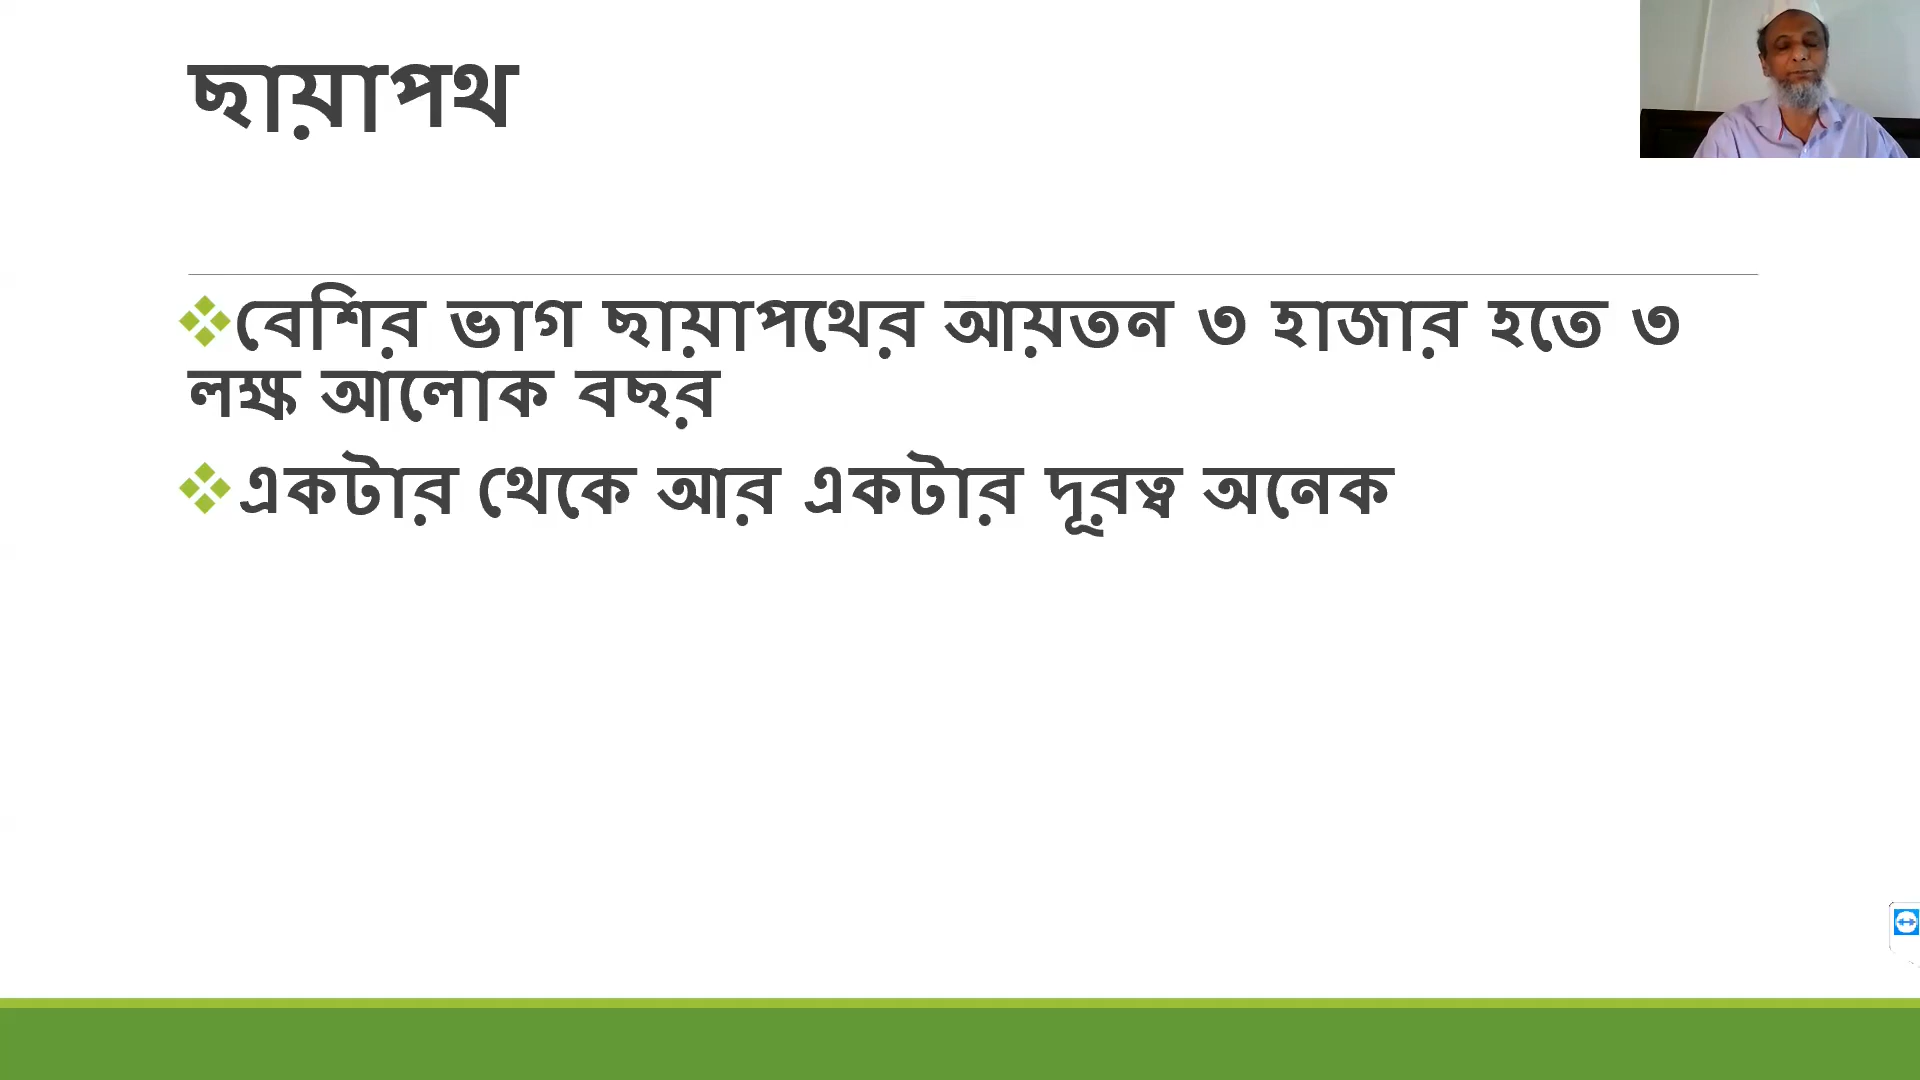 ছায়াপথ
❖বেশির ভাগ ছায়াপথের আয়তন ৩ হাজার হতে ৩
লক্ষ আলোক বছর
❖একটার থেকে আর একটার দূরত্ব অনেক